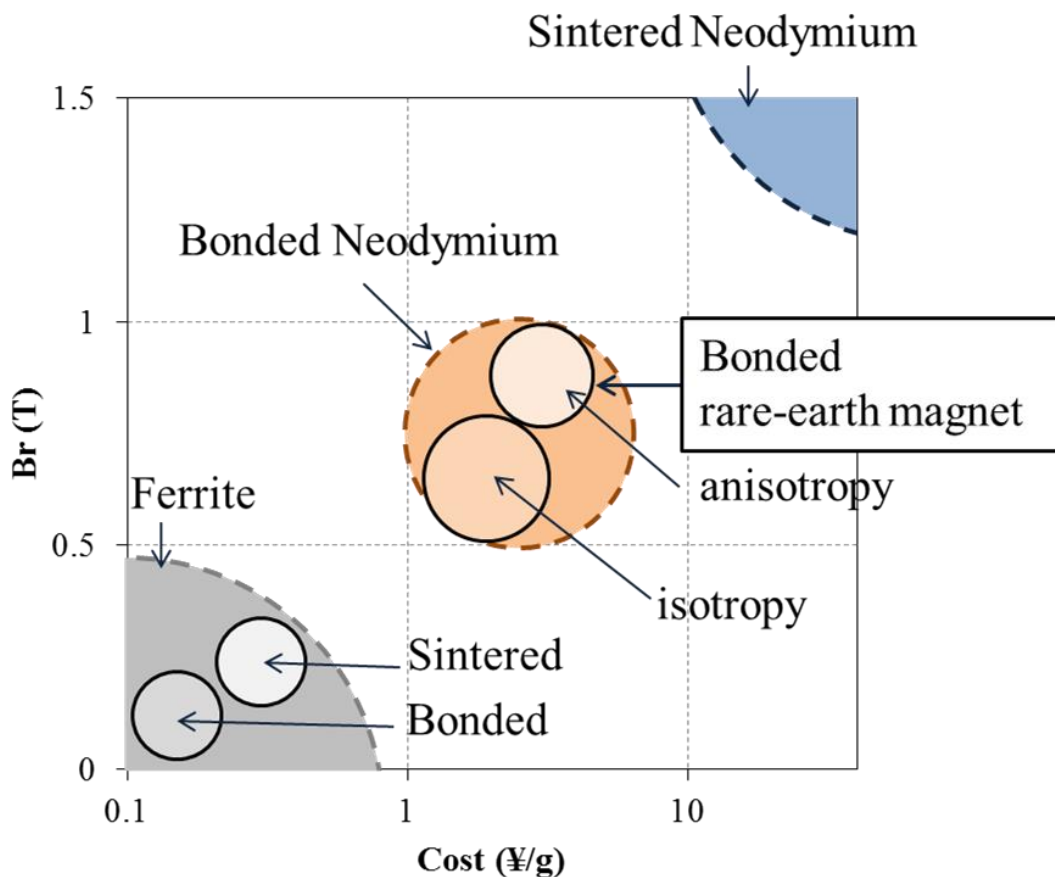 Sintered Neodymium
1.5
Bonded Neodymium
1
Bonded
rare-earth magnet
Br (T)
Ferrite
anisotropy
0.5
isotropy
Sintered
Bonded
0
0.1
1
10
Cost (¥/g)